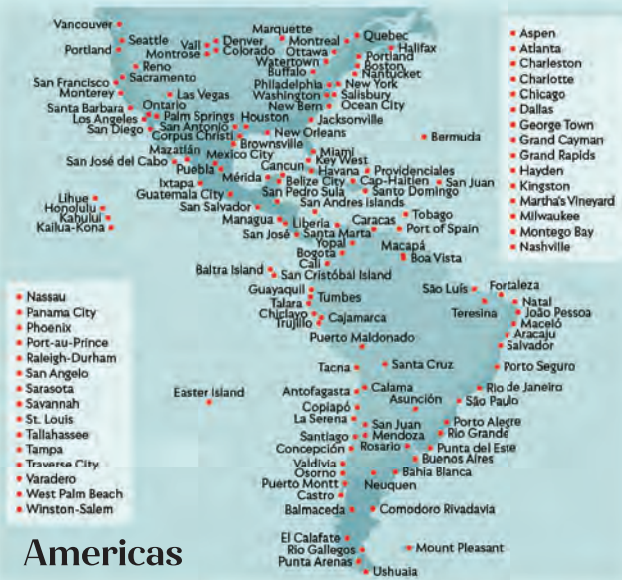 Vancouver
Seattle
Portland
Vail
Montrose
Denver
Colorado
Marquette
Montreal
Ottawa
Quebec
Halifax
Watertown
Buffalo
Portland
Boston
Nantucket
Reno
Sacramento
San Francisco
Monterey
Las Vegas
Philadelphia
Washington
New York
Salisbury
New Bern
Ocean City
Santa Barbara
Ontario
Los Angeles
Palm Springs
San Diego
San Antonio
Houston
Jacksonville
Corpus Christi
New Orleans
Brownsville
Bermuda
Mazatlán
Mexico City
Miami
Key West
San José del Cabo
Puebla
Cancun
Havana
Providenciales
Mérida
Belize City
Cap-Haitien
San Juan
Ixtapa
San Pedro Sula
Santo Domingo
Guatemala City
San Andres Islands
San Salvador
Lihue
Honolulu
Kahului
Kailua-Kona
Managua
Liberia
Caracas
Tobago
San José
Santa Marta
Port of Spain
Yopal
Macapá
Bogota
Boa Vista
Cali
Baltra Island
San Cristóbal Island
Guayaquil
Tumbes
Talara
Chiclayo
Cajamarca
Trujillo
São Luís
Fortaleza
Teresina
Natal
João Pessoa
Maceló
Aracaju
Salvador
Puerto Maldonado
Tacna
Santa Cruz
Porto Seguro
Easter Island
Antofagasta
Calama
Asunción
Rio de Janeiro
São Paulo
Copiapó
La Serena
San Juan
Mendoza
Porto Alegre
Rio Grande
Santiago
Concepción
Rosario
Punta del Este
Buenos Aires
Valdivia
Osorno
Bahia Blanca
Puerto Montt
Neuquen
Castro
Balmaceda
Comodoro Rivadavia
El Calafate
Rio Gallegos
Mount Pleasant
Punta Arenas
Ushuaia
Aspen
Atlanta
Charleston
Charlotte
Chicago
Dallas
George Town
Grand Cayman
Grand Rapids
Hayden
Kingston
Martha's Vineyard
Milwaukee
Montego Bay
Nashville
Nassau
Panama City
Phoenix
Port-au-Prince
Raleigh-Durham
San Angelo
Sarasota
Savannah
St. Louis
Tallahassee
Tampa
Traverse City
Varadero
West Palm Beach
Winston-Salem
Americas